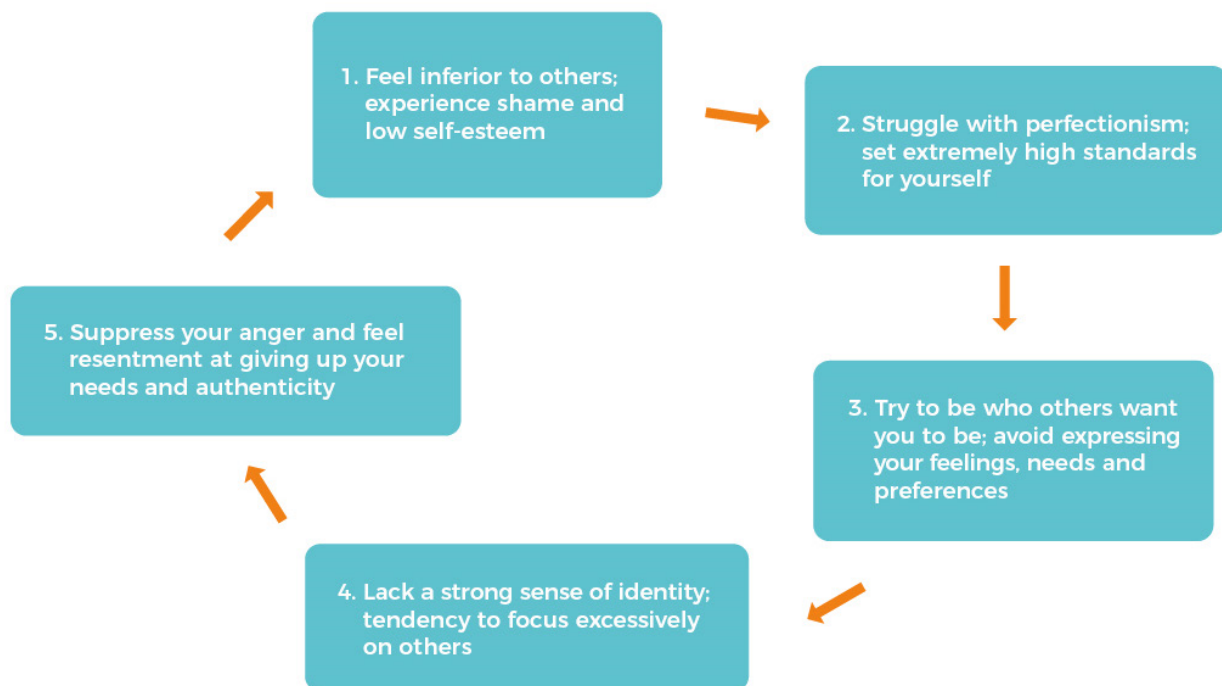 1. Feel inferior to others;
experience shame and
low self-esteem
2. Struggle with perfectionism;
set extremely high standards
for yourself
3. Try to be who others want
you to be; avoid expressing
your feelings, needs and
preferences
4. Lack a strong sense of identity;
tendency to focus excessively
on others
5. Suppress your anger and feel
resentment at giving up your
needs and authenticity